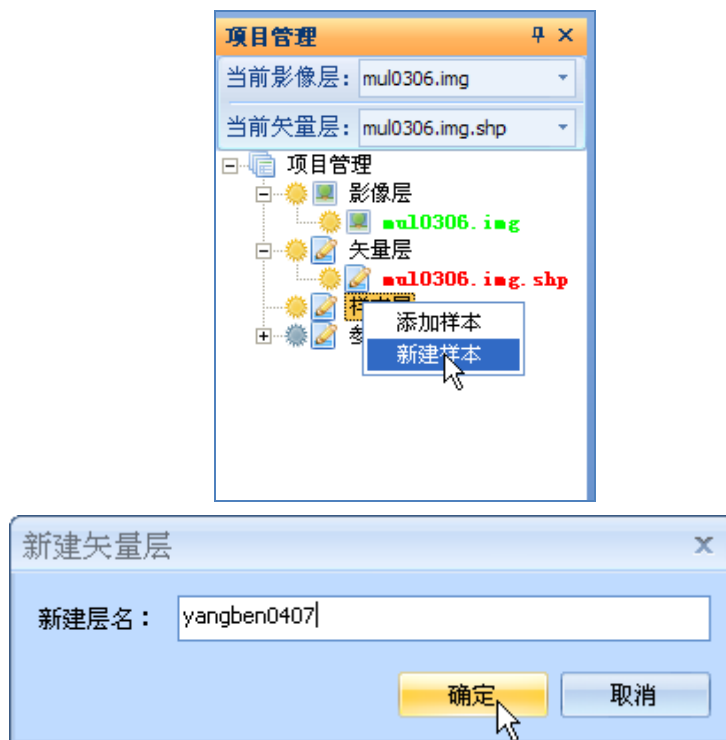 项目管理
当前影像层: mul0306.img
当前矢量层: mul0306.img.shp
项目管理
影像层
mul0306.img
矢量层
mul0306.img.shp
添加样本
新建样本
新建矢量层
新建层名：
yangben0407
确定
取消